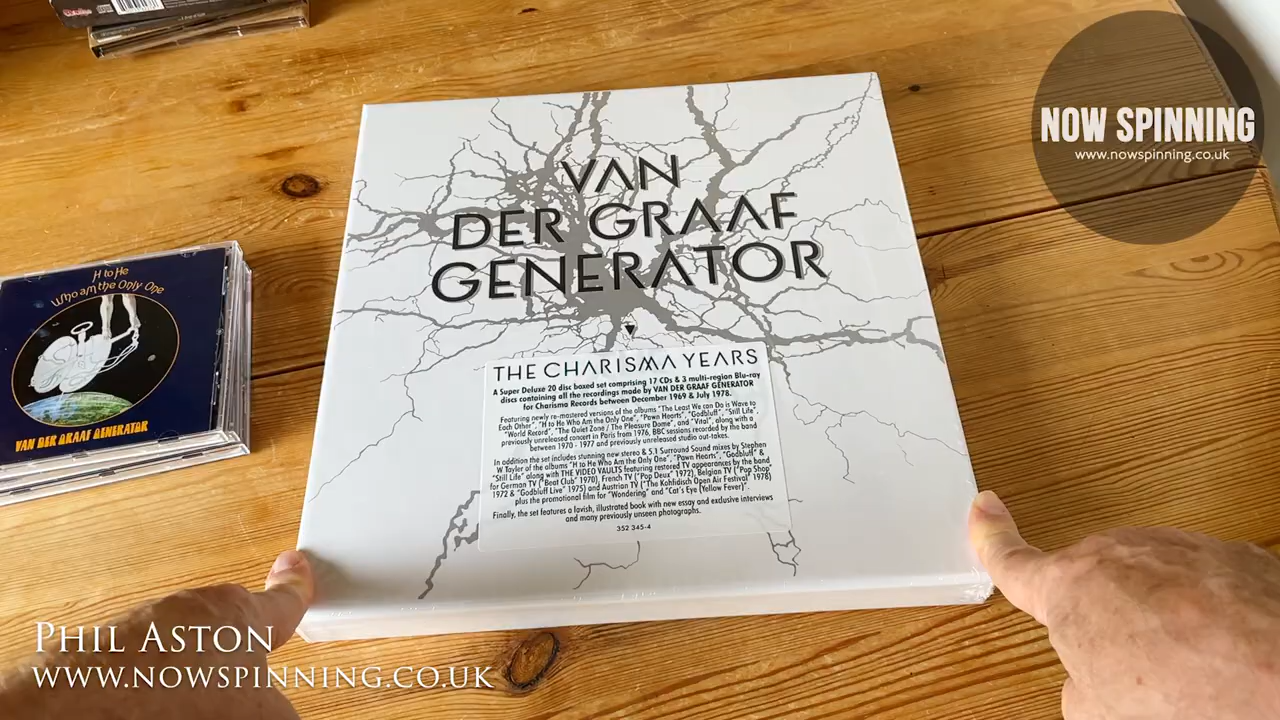 NOW SPINNING
www.nowspinning.co.uk
VAN
DER GRAAF
GENERATOR
THE CHARISMA YEARS
A Super Deluxe 20 disc boxed set comprising 17 CDs & 3 multi-region Blu-ray
discs containing all the recordings made by VAN DER GRAAF GENERATOR
for Charisma Records between December 1969 & July 1978.
Featuring newly re-mastered versions of the albums "The Least We can Do is Wave to
Each Other", "H to He Who Am the Only One", "Pawn Hearts", "Godbluff", "Still Life",
"World Record", "The Quiet Zone / The Pleasure Dome", and "Vital", along with a
previously unreleased concert in Paris from 1976, BBC sessions recorded by the band
between 1970 - 1977 and previously unreleased studio out-takes.
In addition the set includes stunning new stereo & 5.1 Surround Sound mixes by Stephen
W Tayler of the albums "H to He Who Am the Only One", "Pawn Hearts", "Godbluff" &
"Still Life" along with THE VIDEO VAULTS featuring restored TV appearances by the band
for German TV ("Beat Club" 1970), French TV ("Pop Deux" 1972), Belgian TV ("Pop Shop"
1972 & "Godbluff Live" 1975) and Austrian TV ("The Kohfidisch Open Air Festival" 1978)
plus the promotional film for "Wondering" and "Cat's Eye (Yellow Fever)".
Finally, the set features a lavish, illustrated book with new essay and exclusive interviews
and many previously unseen photographs.
352 345-4
H to He
Who am the Only One
VAN DER GRAAF GENERATOR
PHIL ASTON
WWW.NOWSPINNING.CO.UK